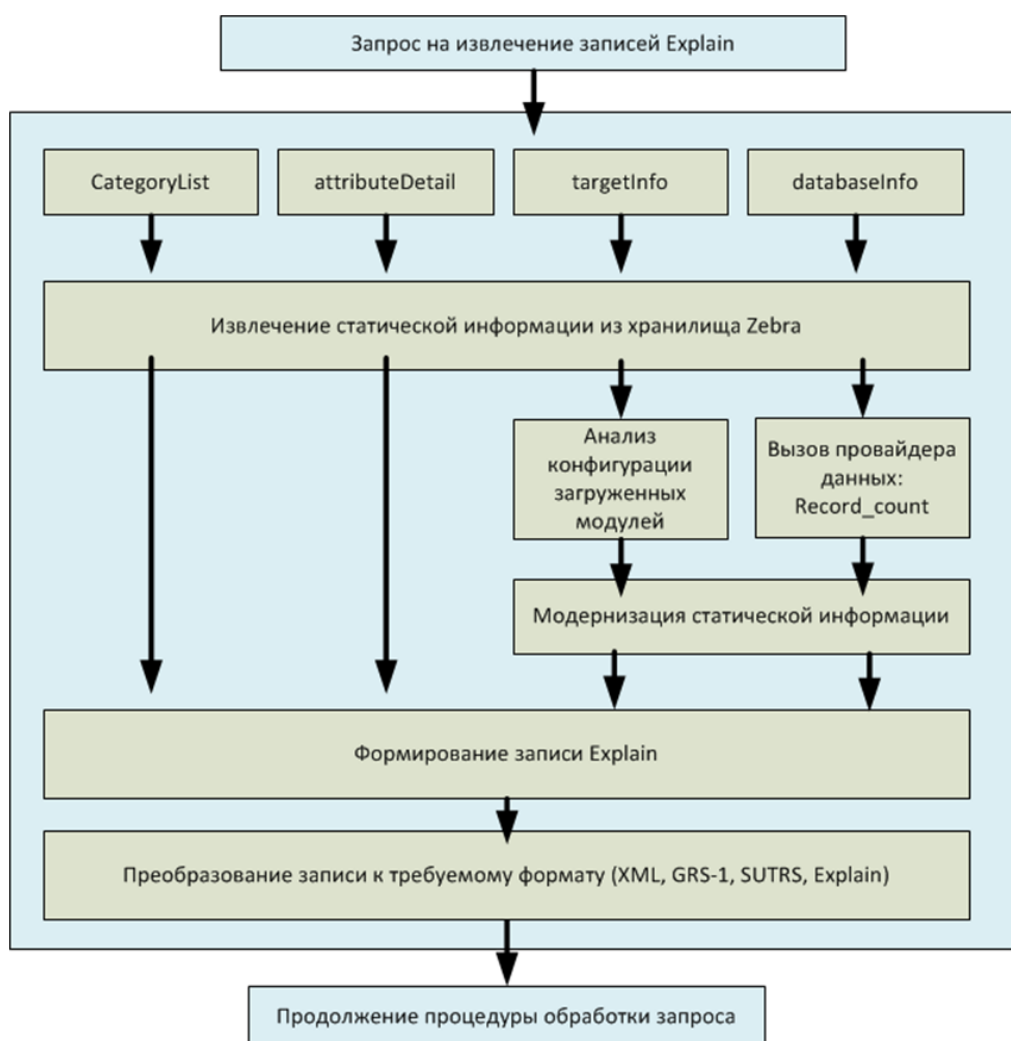 Запрос на извлечение записей Explain
CategoryList
attributeDetail
targetInfo
databaseInfo
Извлечение статической информации из хранилища Zebra
Анализ
конфигурации
загруженных
модулей
Вызов провайдера
данных:
Record_count
Модернизация статической информации
Формирование записи Explain
Преобразование записи к требуемому формату (XML, GRS-1, SUTRS, Explain)
Продолжение процедуры обработки запроса